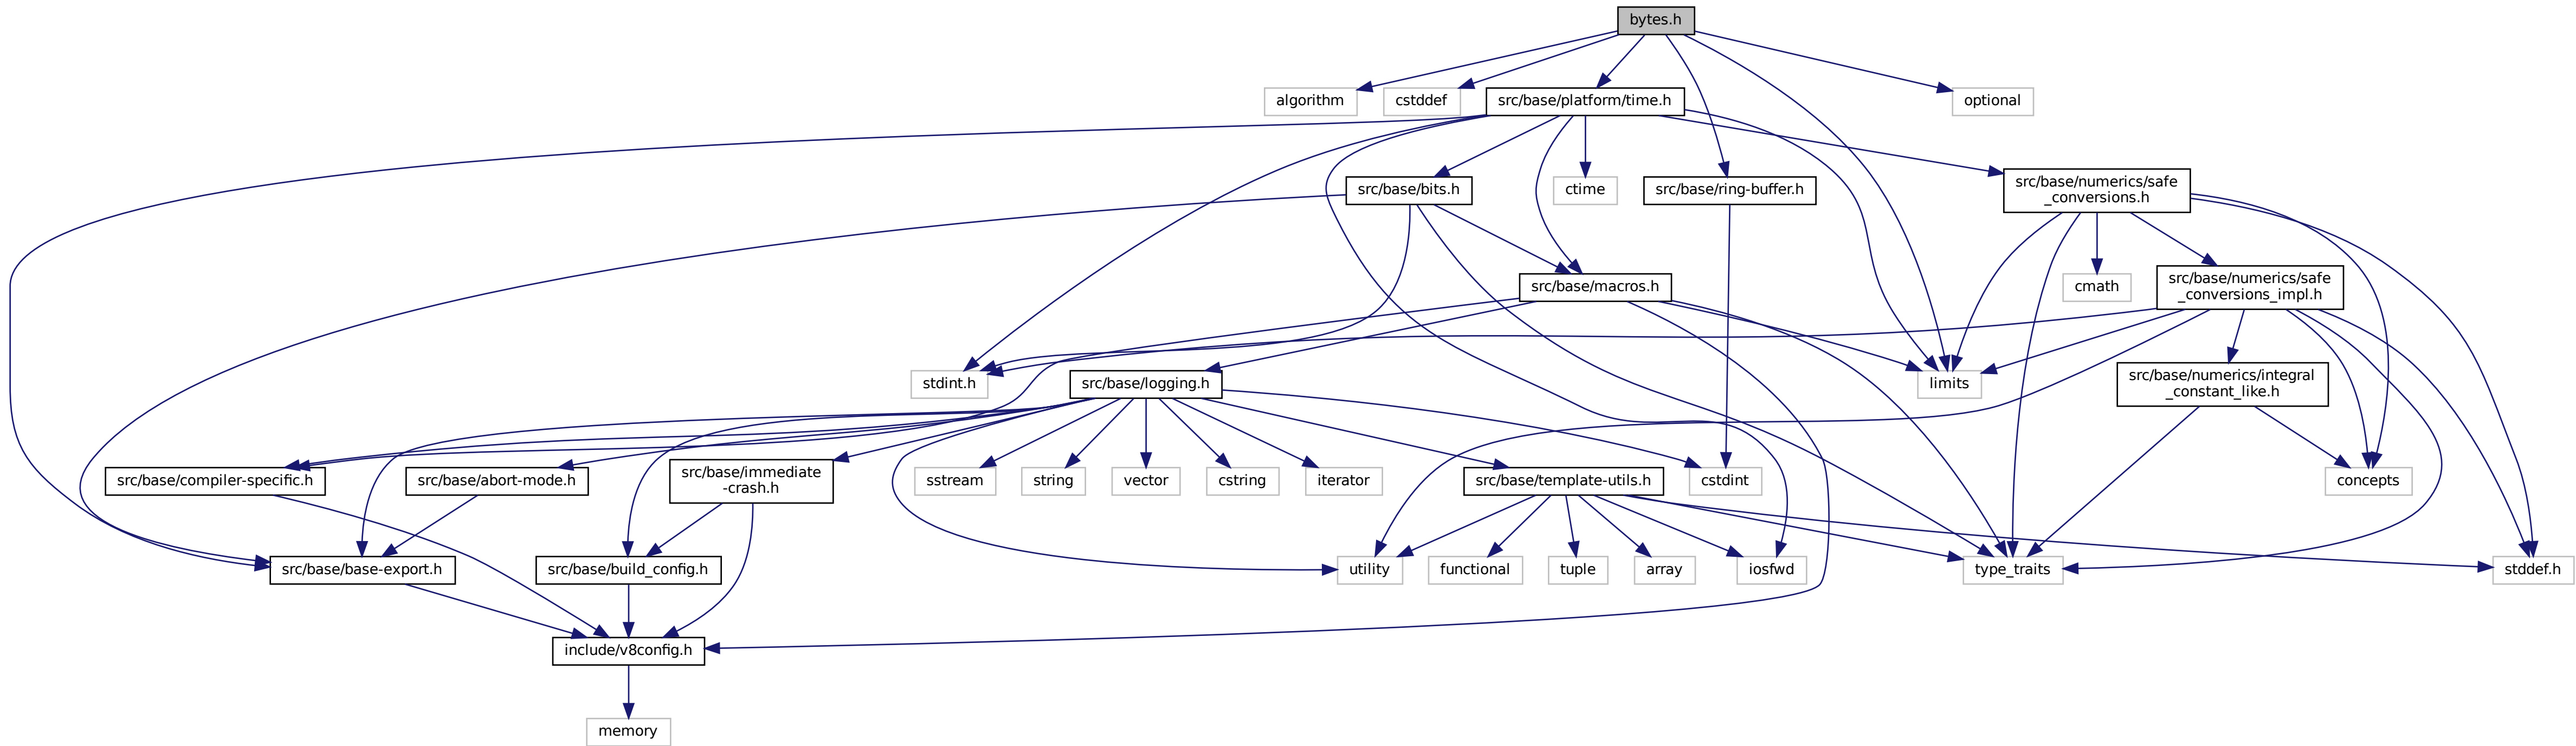 bytes.h
algorithm
cstddef
src/base/platform/time.h
optional
src/base/bits.h
ctime
src/base/ring-buffer.h
src/base/numerics/safe
_conversions.h
src/base/macros.h
cmath
src/base/numerics/safe
_conversions_impl.h
stdint.h
src/base/logging.h
limits
src/base/numerics/integral
_constant_like.h
src/base/compiler-specific.h
src/base/abort-mode.h
src/base/immediate
-crash.h
sstream
string
vector
cstring
iterator
src/base/template-utils.h
cstdint
concepts
src/base/base-export.h
src/base/build_config.h
utility
functional
tuple
array
iosfwd
type_traits
stddef.h
include/v8config.h
memory